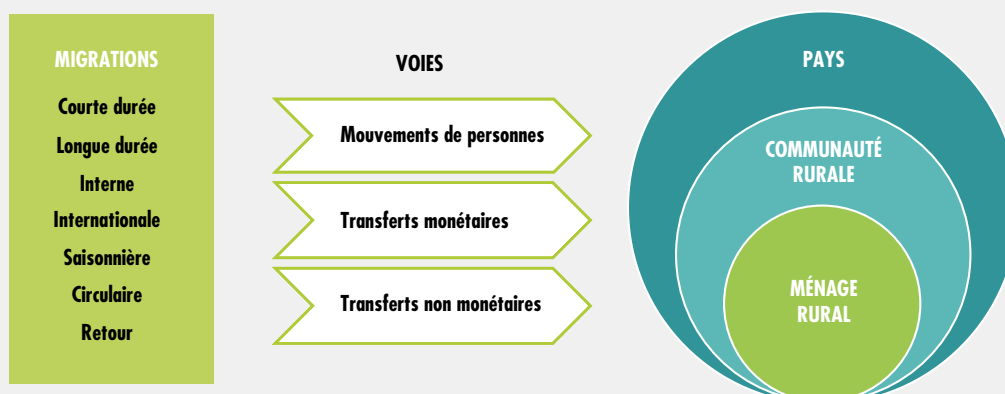 MIGRATIONS
Courte durée
Longue durée
Interne
Internationale
Saisonnière
Circulaire
Retour
VOIES
Mouvements de personnes
Transferts monétaires
Transferts non monétaires
PAYS
COMMUNAUTÉ
RURALE
MÉNAGE
RURAL